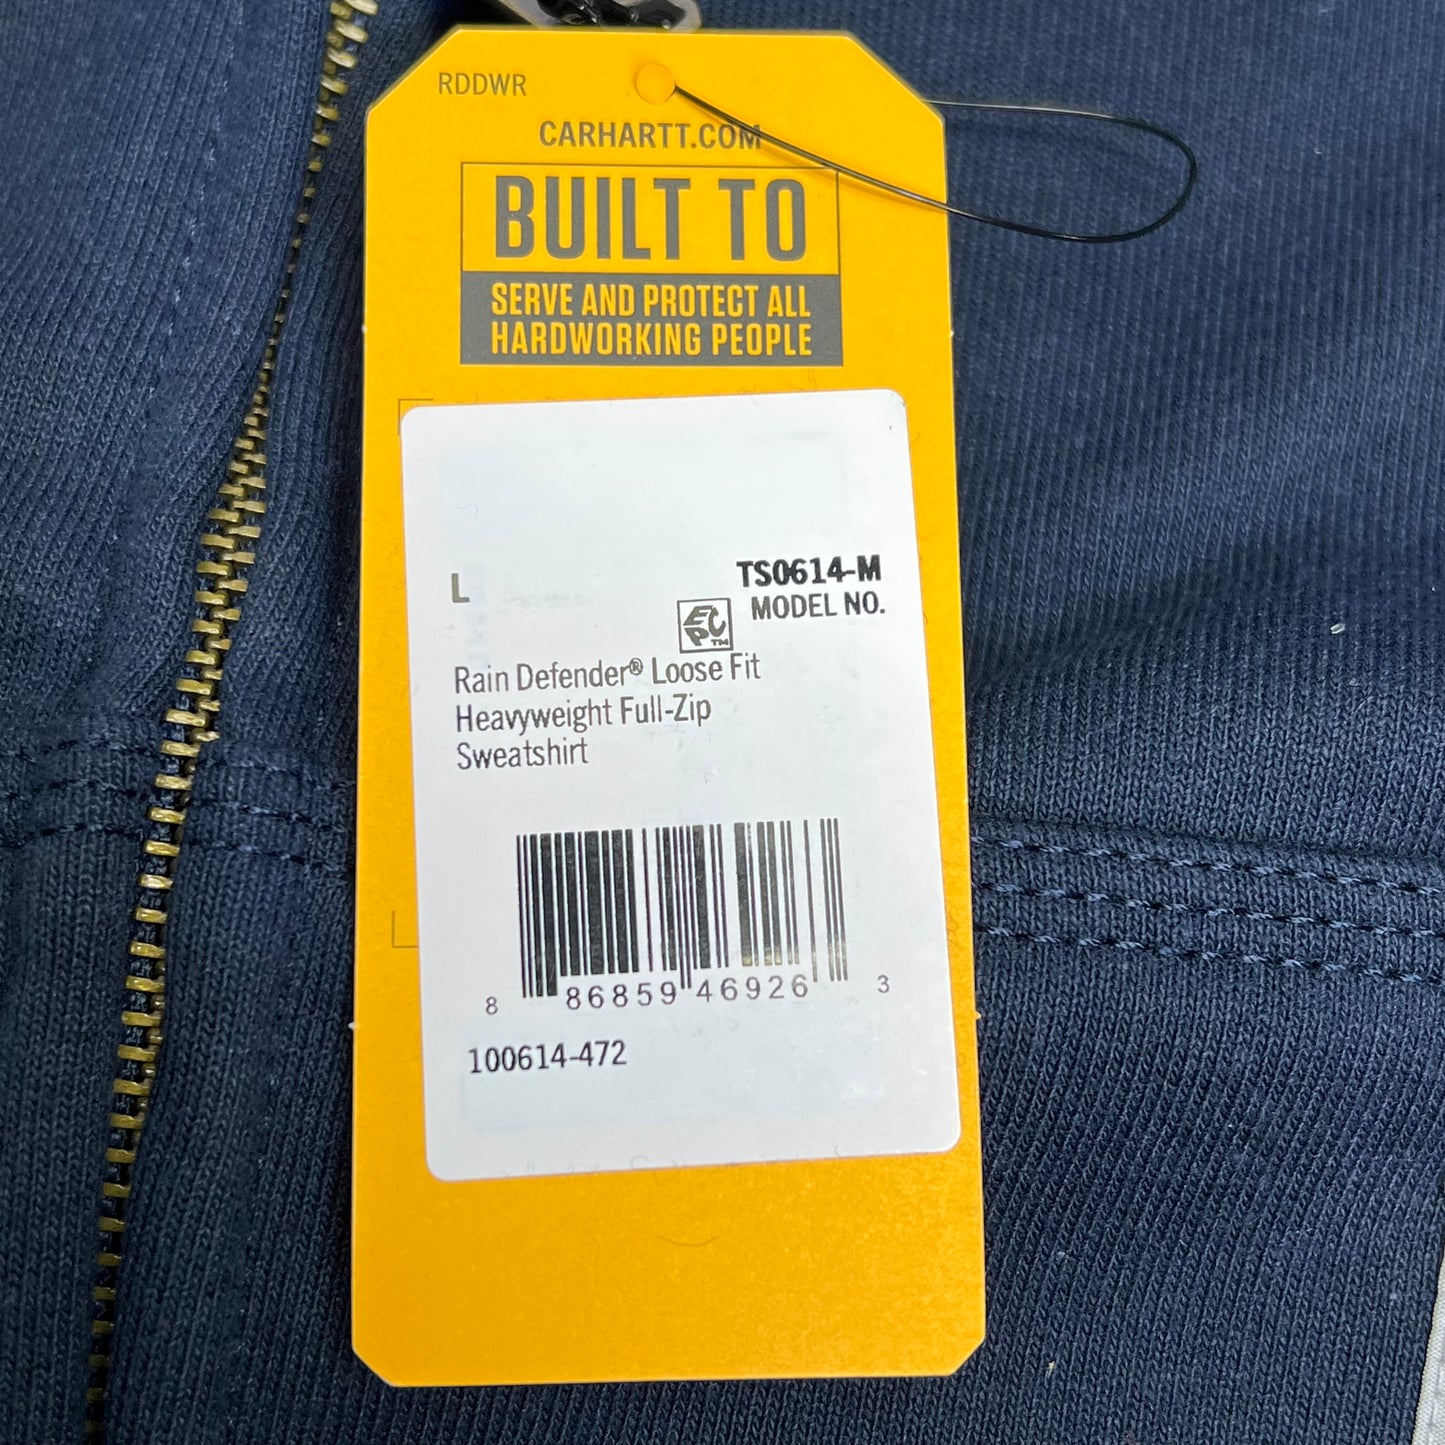 RDDWR
CARHARTT.COM
BUILT TO
SERVE AND PROTECT ALL
HARDWORKING PEOPLE
L
TS0614-M
MODEL NO.
ECP™
Rain Defender® Loose Fit
Heavyweight Full-Zip
Sweatshirt
8 86859 46926 3
100614-472